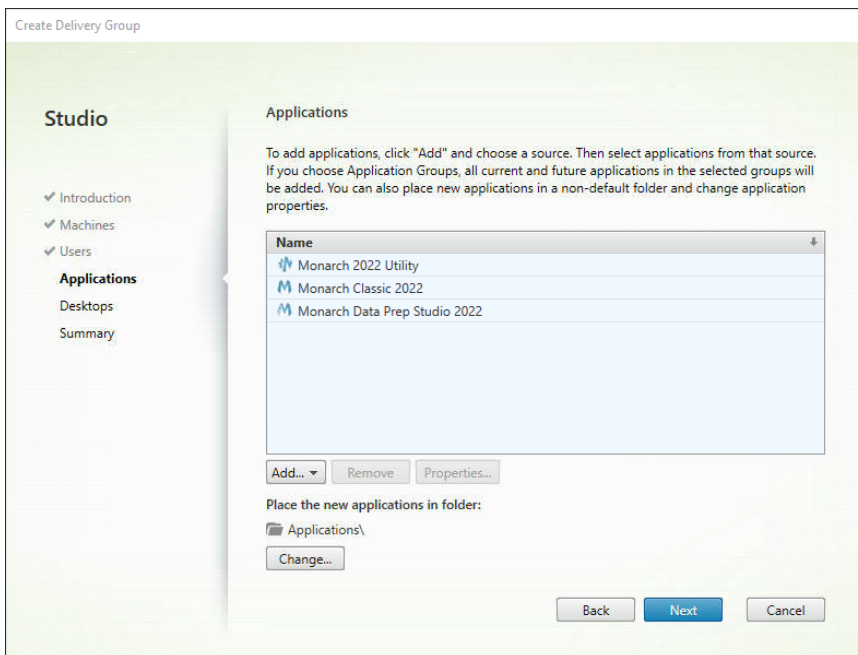 Create Delivery Group
Studio
Introduction
Machines
Users
Applications
Desktops
Summary
Applications
To add applications, click "Add" and choose a source. Then select applications from that source.
If you choose Application Groups, all current and future applications in the selected groups will
be added. You can also place new applications in a non-default folder and change application
properties.
Name
Monarch 2022 Utility
Monarch Classic 2022
Monarch Data Prep Studio 2022
Add...
Remove
Properties...
Place the new applications in folder:
Applications\
Change...
Back
Next
Cancel